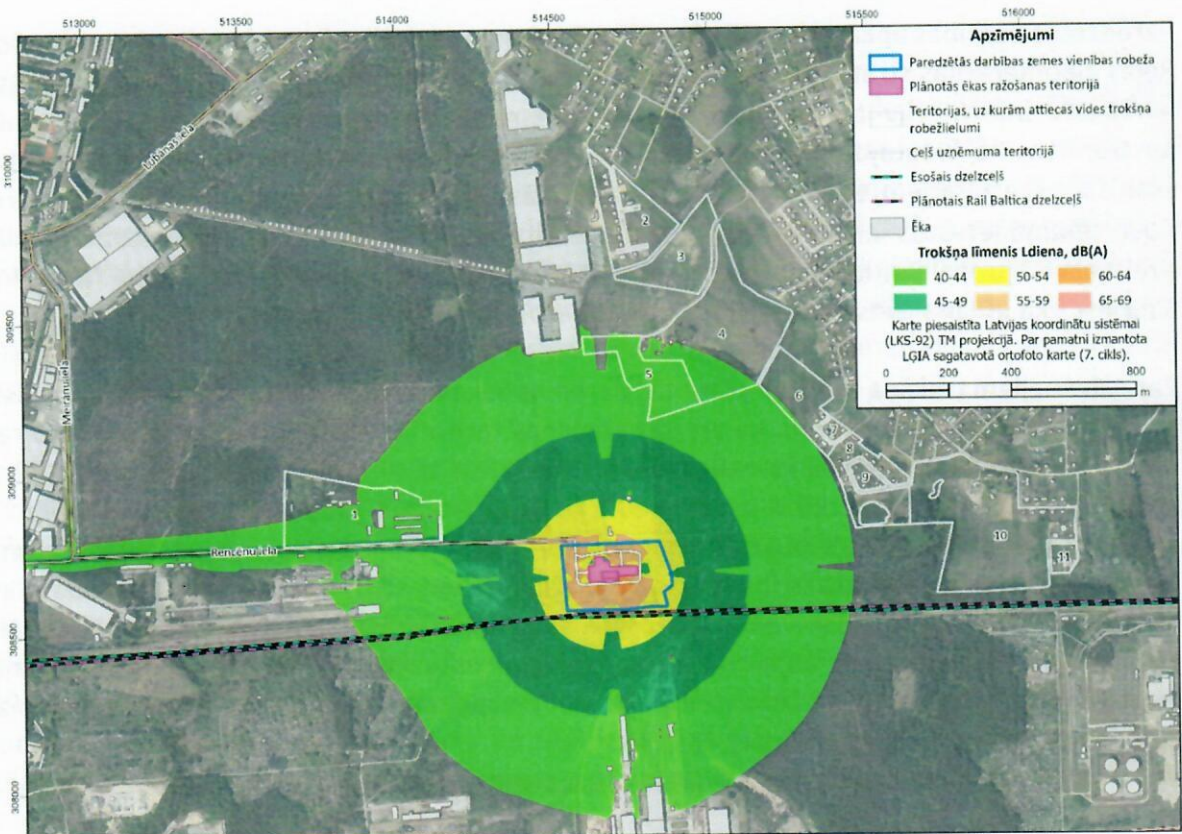 513000
513500
514000
514500
515000
515500
516000
310000
309500
309000
308500
308000
Lubānas iela
Meirānu iela
Rencēnu iela
1
2
3
4
5
6
7
8
9
10
11
Apzīmējumi
Paredzētās darbības zemes vienības robeža
Plānotās ēkas ražošanas teritorijā
Teritorijas, uz kurām attiecas vides trokšņa
robežlielumi
Ceļš uzņēmuma teritorijā
Esošais dzelzceļš
Plānotais Rail Baltica dzelzceļš
Ēka
Trokšņa līmenis Ldiena, dB(A)
40-44 50-54 60-64
45-49 55-59 65-69
Karte piesaistīta Latvijas koordinātu sistēmai
(LKS-92) TM projekcijā. Par pamatni izmantota
LĢIA sagatavotā ortofoto karte (7. cikls).
0 200 400 800
m